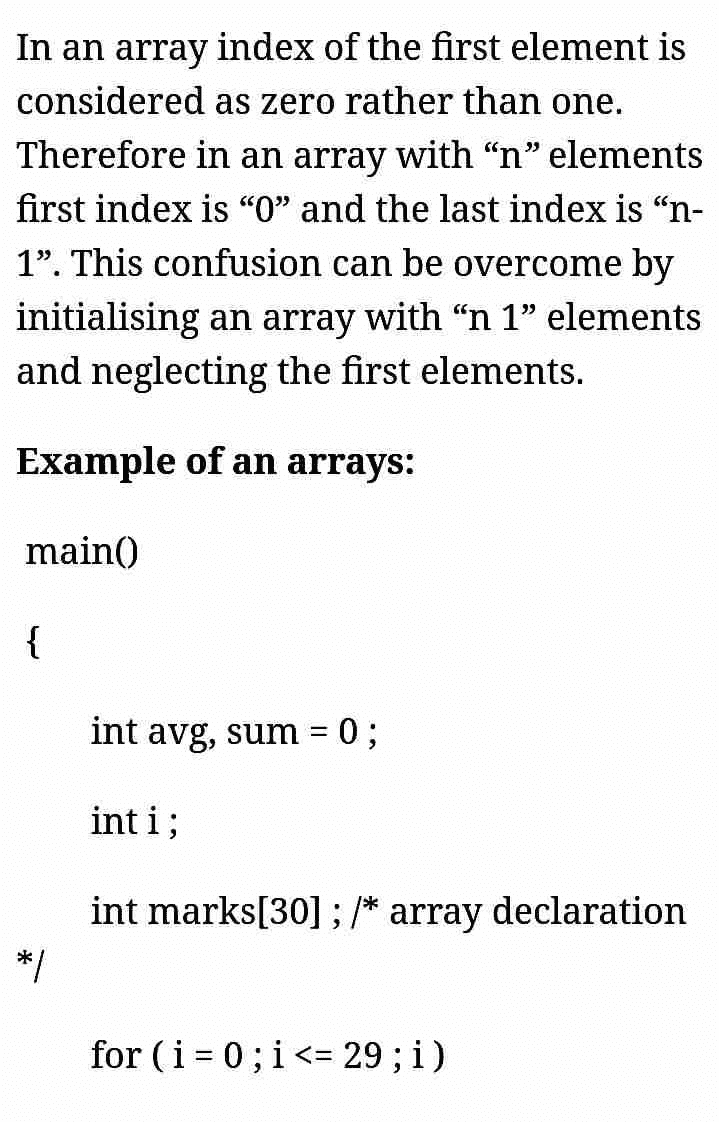 In an array index of the first element is
considered as zero rather than one.
Therefore in an array with “n” elements
first index is “0” and the last index is “n-
1”. This confusion can be overcome by
initialising an array with “n 1” elements
and neglecting the first elements.
Example of an arrays:
main()
{
int avg, sum = 0 ;
int i ;
int marks[30] ; /* array declaration
*/
for ( i = 0 ; i <= 29 ; i )